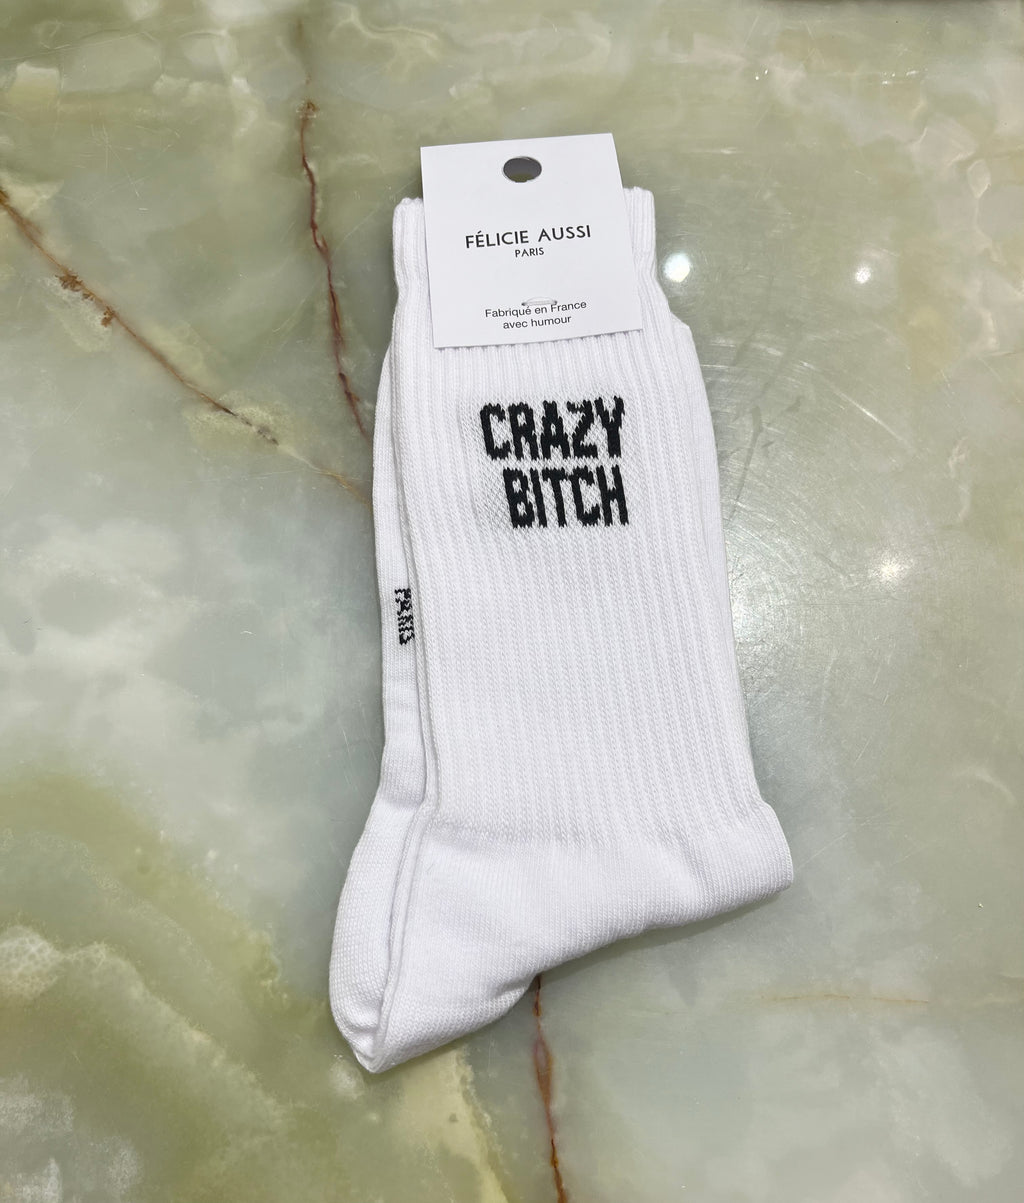 FÉLICIE AUSSI
PARIS
Fabriqué en France
avec humour
CRAZY
BITCH
PARIS